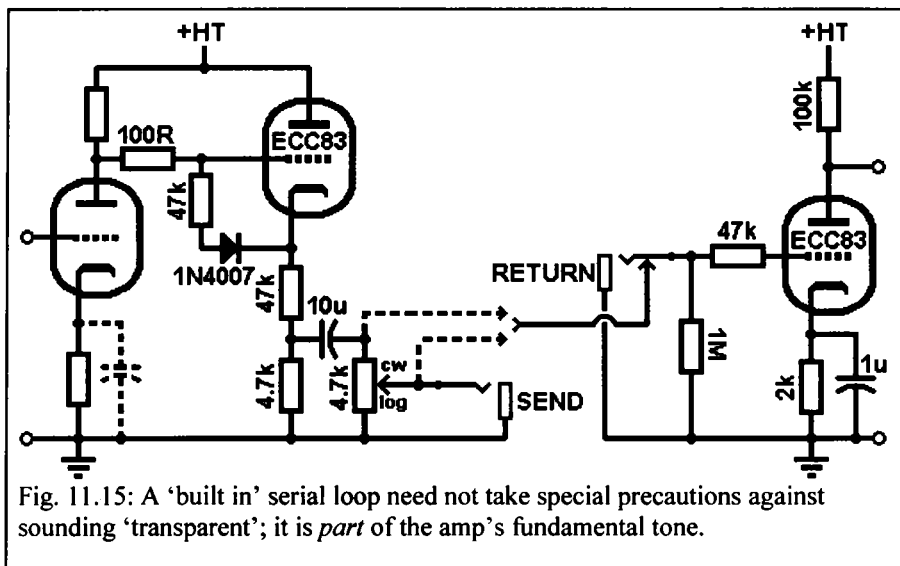 +HT
+HT
100R
ECC83
100k
47k
1N4007
47k
10u
4.7k
4.7k
cw
log
SEND
RETURN
47k
ECC83
1M
2k
1u
Fig. 11.15: A ‘built in’ serial loop need not take special precautions against
sounding ‘transparent’; it is part of the amp’s fundamental tone.